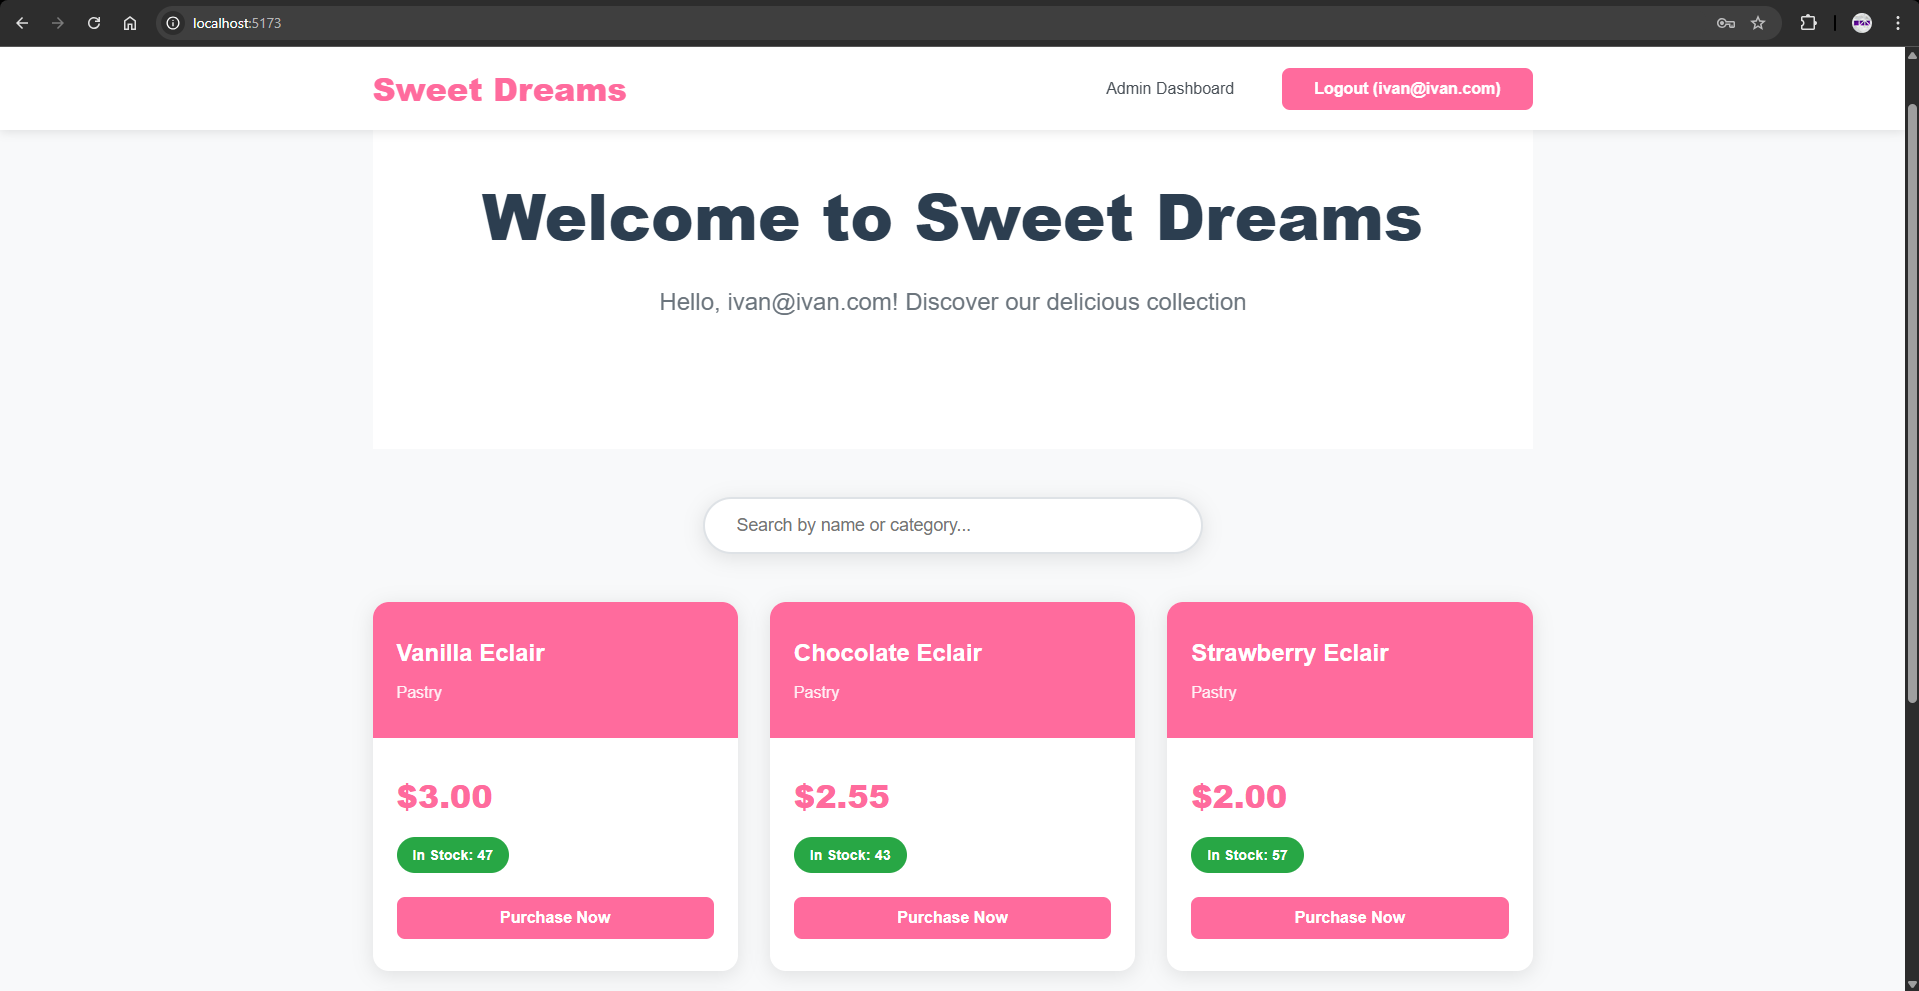 localhost:5173
Sweet Dreams
Admin Dashboard
Logout (ivan@ivan.com)
Welcome to Sweet Dreams
Hello, ivan@ivan.com! Discover our delicious collection
Search by name or category...
Vanilla Eclair
Pastry
$3.00
In Stock: 47
Purchase Now
Chocolate Eclair
Pastry
$2.55
In Stock: 43
Purchase Now
Strawberry Eclair
Pastry
$2.00
In Stock: 57
Purchase Now